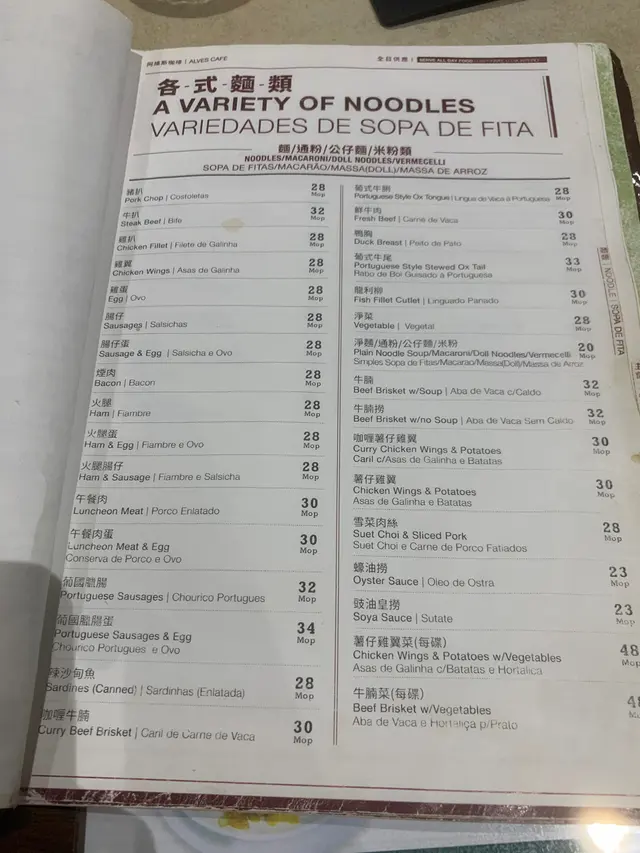 阿維斯咖啡 | ALVES CAFE
全日供應 | SERVE ALL DAY FOOD
各-式-麵-類
A VARIETY OF NOODLES
VARIEDADES DE SOPA DE FITA
麵/通粉/公仔麵/米粉類
NOODLES/MACARONI/DOLL NOODLES/VERMECELLI
SOPA DE FITAS/MACARÃO/MASSA(DOLL)/MASSA DE ARROZ
豬扒
Pork Chop | Costoletas 28 Mop
牛扒
Steak Beef | Bife 32 Mop
雞扒
Chicken Fillet | Filete de Galinha 28 Mop
雞翼
Chicken Wings | Asas de Galinha 28 Mop
雞蛋
Egg | Ovo 28 Mop
腸仔
Sausages | Salsichas 28 Mop
腸仔蛋
Sausage & Egg | Salsicha e Ovo 28 Mop
煙肉
Bacon | Bacon 28 Mop
火腿
Ham | Fiambre 28 Mop
火腿蛋
Ham & Egg | Fiambre e Ovo 28 Mop
火腿腸仔
Ham & Sausage | Fiambre e Salsicha 28 Mop
午餐肉
Luncheon Meat | Porco Enlatado 30 Mop
午餐肉蛋
Luncheon Meat & Egg 30 Mop
Conserva de Porco e Ovo
葡國臘腸
Portuguese Sausages | Chourico Portugues 32 Mop
葡國臘腸蛋
Portuguese Sausages & Egg 34 Mop
Chourico Portugues e Ovo
辣沙甸魚
Sardines (Canned) | Sardinhas (Enlatada) 28 Mop
咖喱牛腩
Curry Beef Brisket | Caril de Carne de Vaca 30 Mop
葡式牛脷
Portuguese Style Ox Tongue | Lingua de Vaca à Portuguesa 28 Mop
鮮牛肉
Fresh Beef | Carne de Vaca 30 Mop
鴨胸
Duck Breast | Peito de Pato 28 Mop
葡式牛尾
Portuguese Style Stewed Ox Tail 33 Mop
Rabo de Boi Guisado à Portuguesa
龍利柳
Fish Fillet Cutlet | Linguado Panado 30 Mop
淨菜
Vegetable | Vegetal 28 Mop
淨麵/通粉/公仔麵/米粉
Plain Noodle Soup/Macaroni/Doll Noodles/Vermecelli 20 Mop
Simples Sopa de Fitas/Macarao/Massa(Doll)/Massa de Arroz
牛腩
Beef Brisket w/Soup | Aba de Vaca c/Caldo 32 Mop
牛腩撈
Beef Brisket w/no Soup | Aba de Vaca Sem Caldo 32 Mop
咖喱薯仔雞翼
Curry Chicken Wings & Potatoes 30 Mop
Caril c/Asas de Galinha e Batatas
薯仔雞翼
Chicken Wings & Potatoes 30 Mop
Asas de Galinha e Batatas
雪菜肉絲
Suet Choi & Sliced Pork 28 Mop
Suet Choi e Carne de Porco Fatiados
蠔油撈
Oyster Sauce | Oleo de Ostra 23 Mop
豉油皇撈
Soya Sauce | Sutate 23 Mop
薯仔雞翼菜(每碟)
Chicken Wings & Potatoes w/Vegetables 48 Mop
Asas de Galinha c/Batatas e Hortaliça
牛腩菜(每碟)
Beef Brisket w/Vegetables
Aba de Vaca e Hortaliça p/Prato
NOODLE | SOPA DE FITA